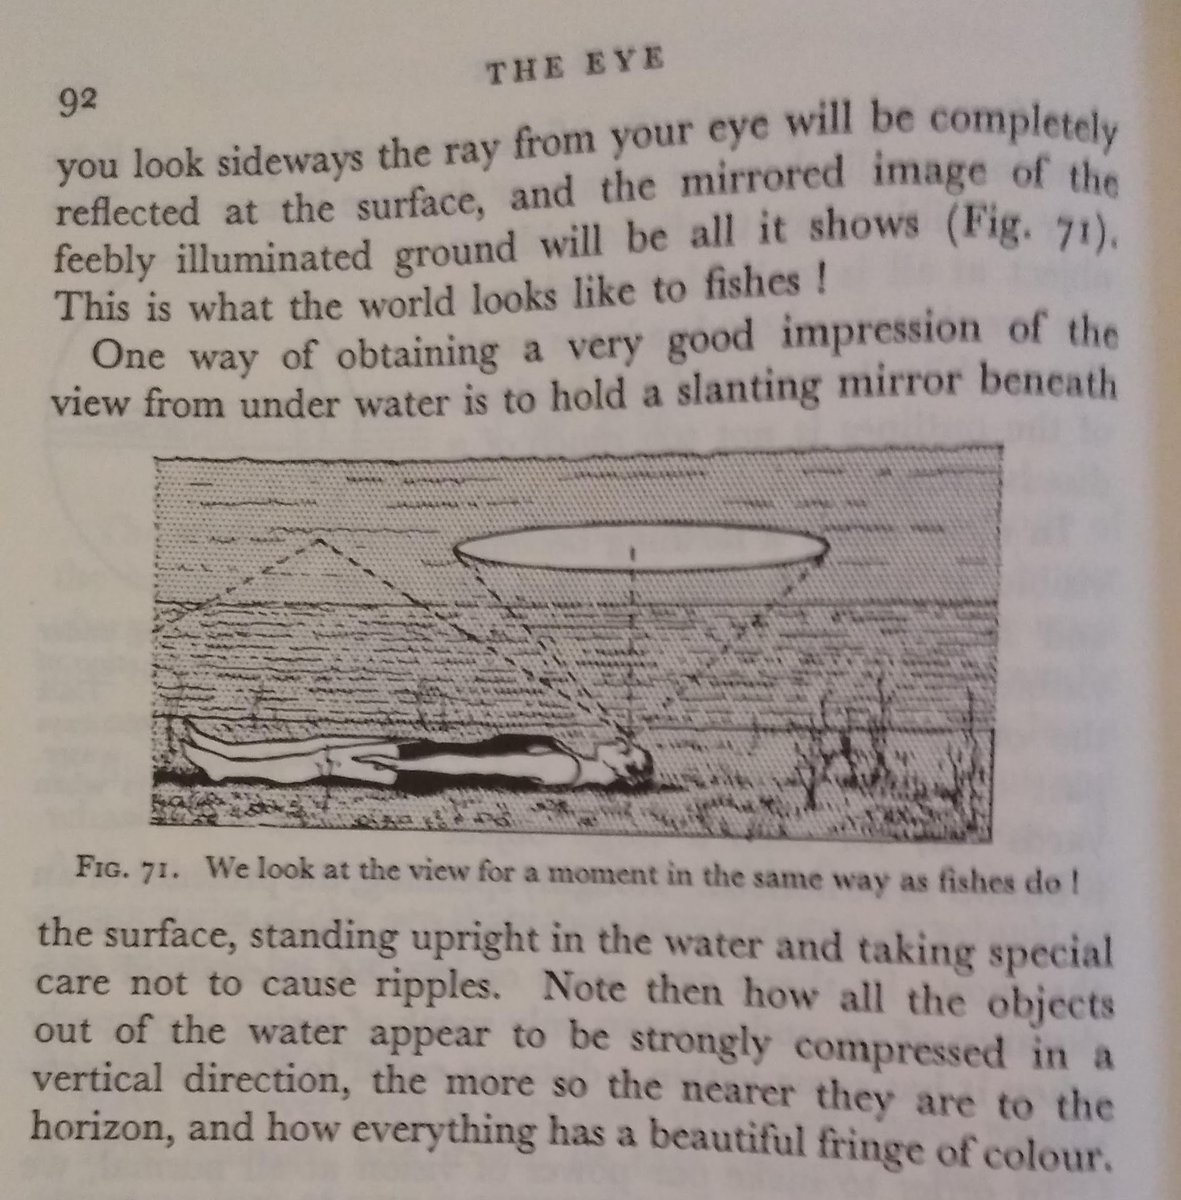 92
THE EYE
you look sideways the ray from your eye will be completely
reflected at the surface, and the mirrored image of the
feebly illuminated ground will be all it shows (Fig. 71).
This is what the world looks like to fishes !
One way of obtaining a very good impression of the
view from under water is to hold a slanting mirror beneath
FIG. 71. We look at the view for a moment in the same way as fishes do !
the surface, standing upright in the water and taking special
care not to cause ripples. Note then how all the objects
out of the water appear to be strongly compressed in a
vertical direction, the more so the nearer they are to the
horizon, and how everything has a beautiful fringe of colour.